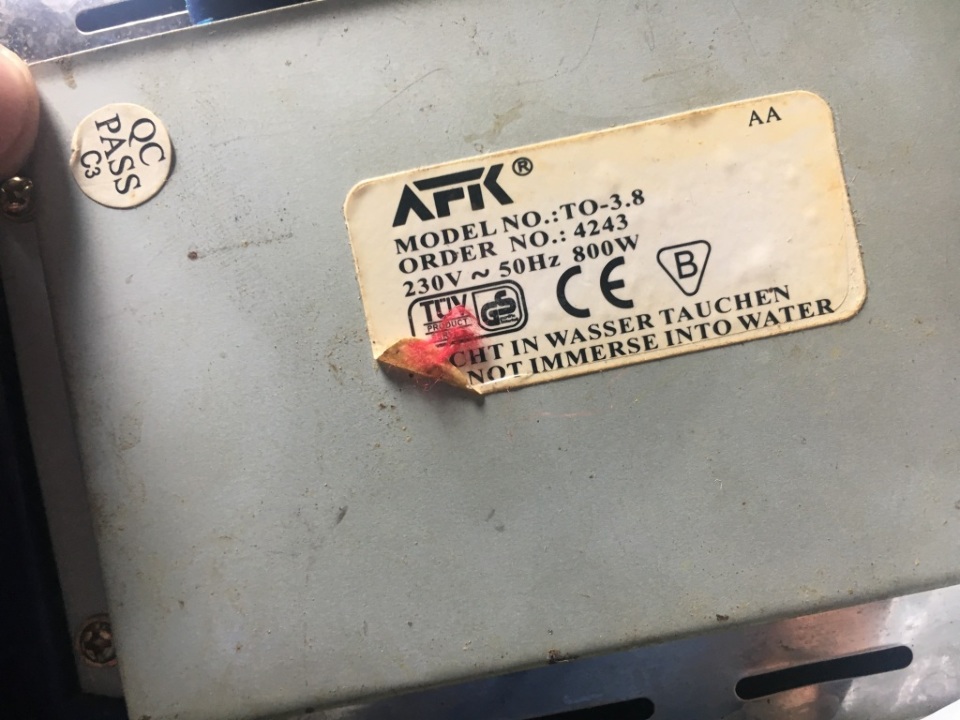 QC
PASS
C3
AA
AFK®
MODEL NO.:TO-3.8
ORDER NO.: 4243
230V ~ 50Hz 800W
TÜV
PRODUCT
GS
CE
B
CHT IN WASSER TAUCHEN
NOT IMMERSE INTO WATER